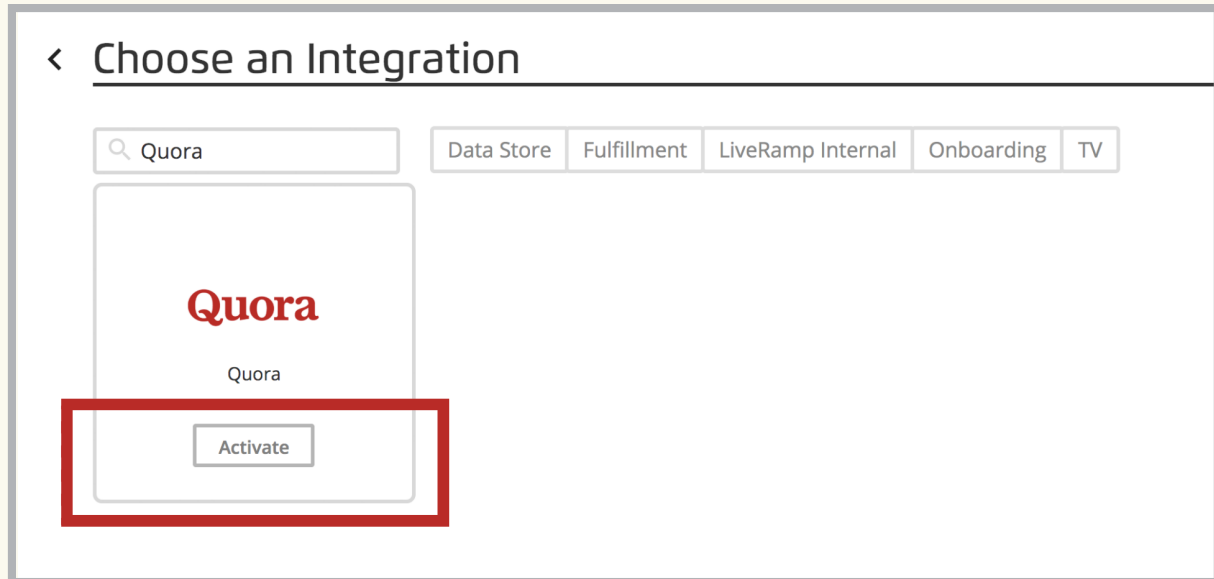 Choose an Integration
Quora
Data Store Fulfillment LiveRamp Internal Onboarding TV
Quora
Quora
Activate